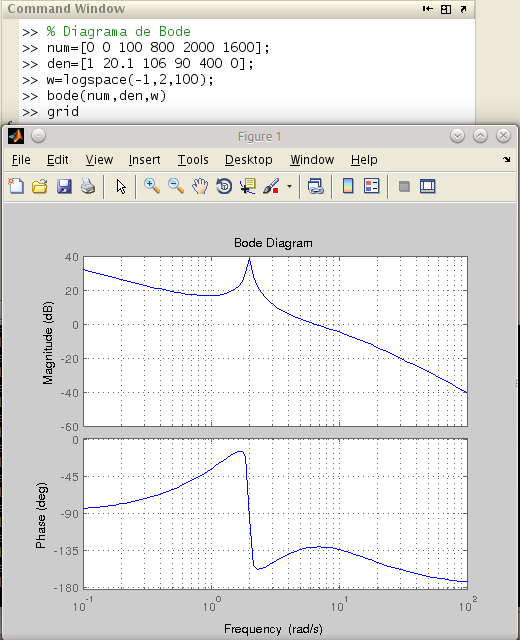 Command Window
>> % Diagrama de Bode
>> num=[0 0 100 800 2000 1600];
>> den=[1 20.1 106 90 400 0];
>> w=logspace(-1,2,100);
>> bode(num,den,w)
>> grid
Figure 1
File Edit View Insert Tools Desktop Window Help
Bode Diagram
Magnitude (dB)
40
20
0
-20
-40
-60
Phase (deg)
0
-45
-90
-135
-180
10^-1 10^0 10^1 10^2
Frequency (rad/s)